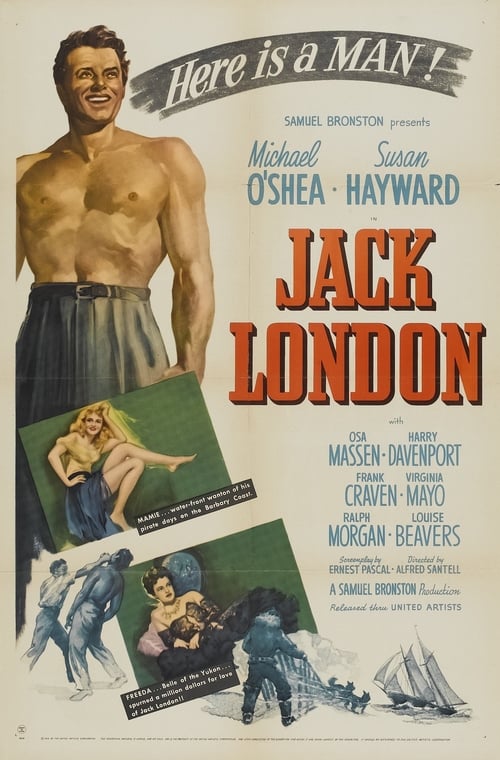 Here is a MAN!
SAMUEL BRONSTON presents
Michael Susan
O'SHEA · HAYWARD
IN
JACK
LONDON
with
OSA HARRY
MASSEN · DAVENPORT
FRANK VIRGINIA
CRAVEN · MAYO
RALPH LOUISE
MORGAN · BEAVERS
Screenplay by Directed by
ERNEST PASCAL · ALFRED SANTELL
A SAMUEL BRONSTON Production
Released thru UNITED ARTISTS
MAMIE... water-front wanton of his
pirate days on the Barbary Coast.
FREEDA... Belle of the Yukon...
spurned a million dollars for love
of Jack London!!